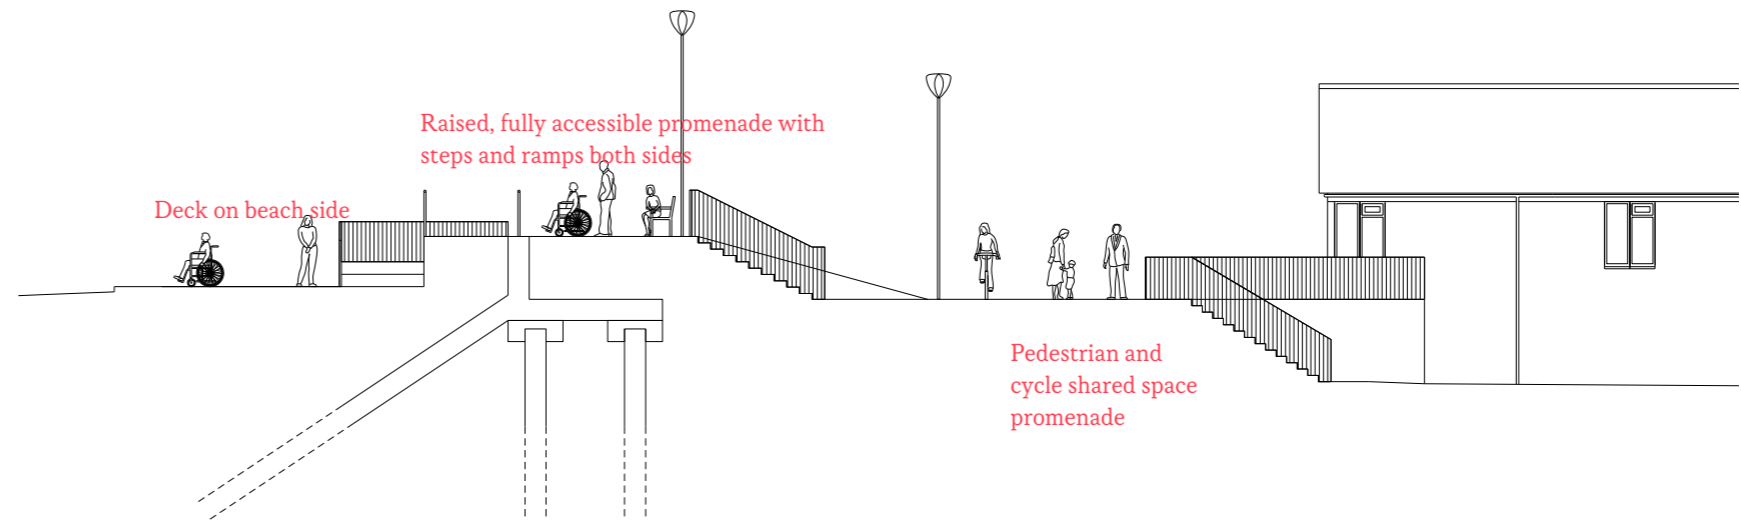 Raised, fully accessible promenade with
steps and ramps both sides
Deck on beach side
Pedestrian and
cycle shared space
promenade